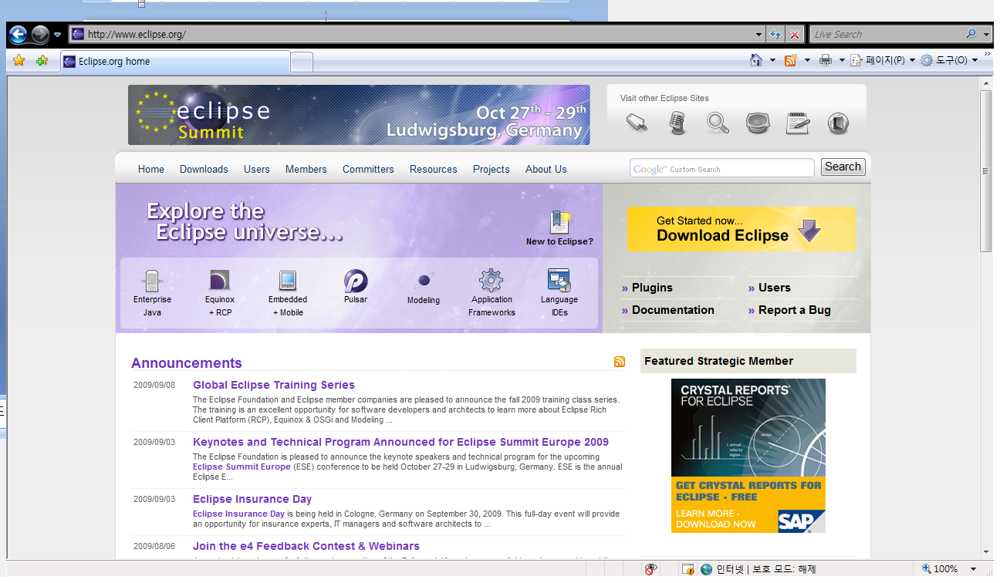 http://www.eclipse.org/
Live Search
Eclipse.org home
페이지(P)
도구(O)
eclipse
Summit
Oct 27th - 29th
Ludwigsburg, Germany
Visit other Eclipse Sites
Home Downloads Users Members Committers Resources Projects About Us
Google™ Custom Search
Search
Explore the
Eclipse universe...
New to Eclipse?
Get Started now...
Download Eclipse
Enterprise
Java
Equinox
+ RCP
Embedded
+ Mobile
Pulsar
Modeling
Application
Frameworks
Language
IDEs
» Plugins
» Users
» Documentation
» Report a Bug
Announcements
2009/09/08
Global Eclipse Training Series
The Eclipse Foundation and Eclipse member companies are pleased to announce the fall 2009 training class series.
The training is an excellent opportunity for software developers and architects to learn more about Eclipse Rich
Client Platform (RCP), Equinox & OSGi and Modeling ...
2009/09/03
Keynotes and Technical Program Announced for Eclipse Summit Europe 2009
The Eclipse Foundation is pleased to announce the keynote speakers and technical program for the upcoming
Eclipse Summit Europe (ESE) conference to be held October 27-29 in Ludwigsburg, Germany. ESE is the annual
Eclipse E...
2009/09/03
Eclipse Insurance Day
Eclipse Insurance Day is being held in Cologne, Germany on September 30, 2009. This full-day event will provide
an opportunity for insurance experts, IT managers and software architects to ...
2009/08/06
Join the e4 Feedback Contest & Webinars
Featured Strategic Member
CRYSTAL REPORTS®
FOR ECLIPSE
GET CRYSTAL REPORTS FOR
ECLIPSE - FREE
LEARN MORE -
DOWNLOAD NOW
SAP
인터넷 | 보호 모드: 해제
100%